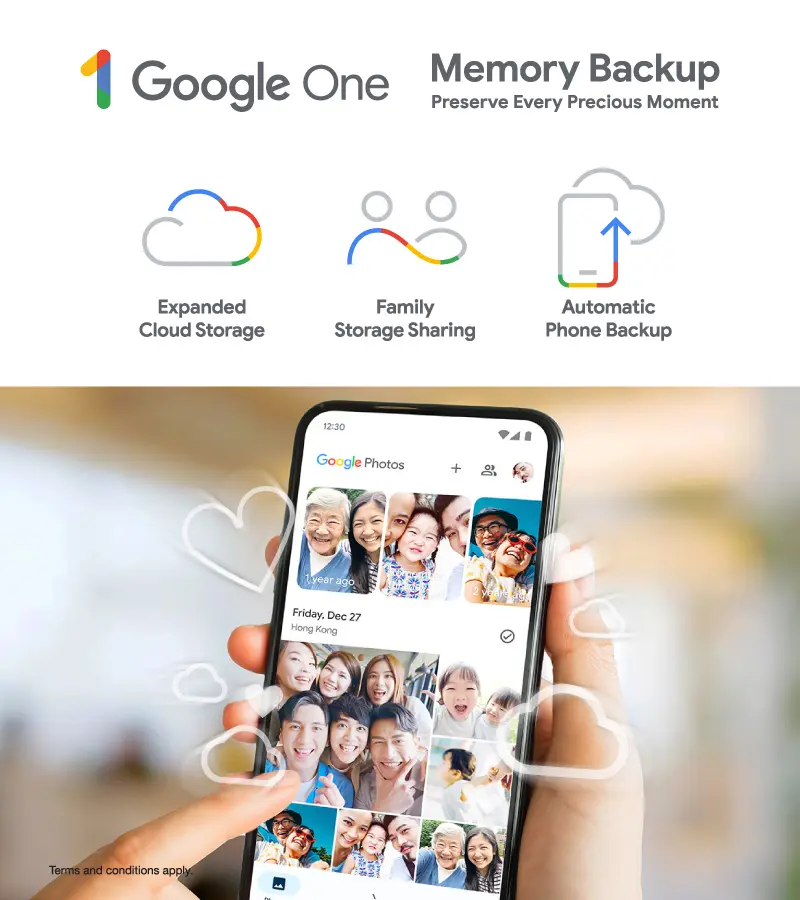 Google One
Memory Backup
Preserve Every Precious Moment
Expanded
Cloud Storage
Family
Storage Sharing
Automatic
Phone Backup
12:30
Google Photos
1 year ago
Friday, Dec 27
Hong Kong
Terms and conditions apply.